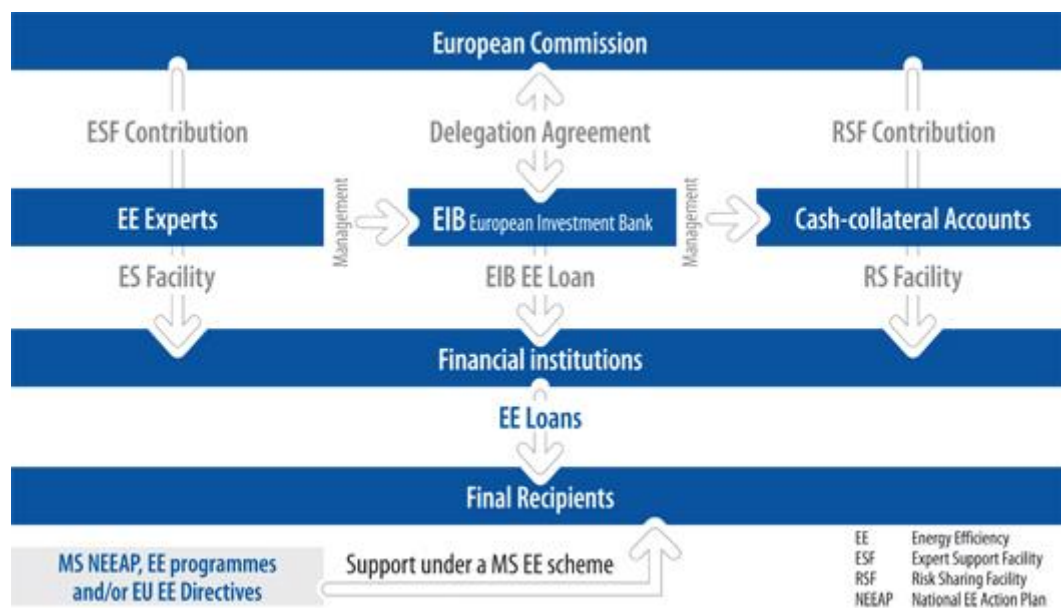 European Commission
ESF Contribution
Delegation Agreement
RSF Contribution
EE Experts
Management
EIB European Investment Bank
Management
Cash-collateral Accounts
ES Facility
EIB EE Loan
RS Facility
Financial institutions
EE Loans
Final Recipients
MS NEEAP, EE programmes
and/or EU EE Directives
Support under a MS EE scheme
EE Energy Efficiency
ESF Expert Support Facility
RSF Risk Sharing Facility
NEEAP National EE Action Plan